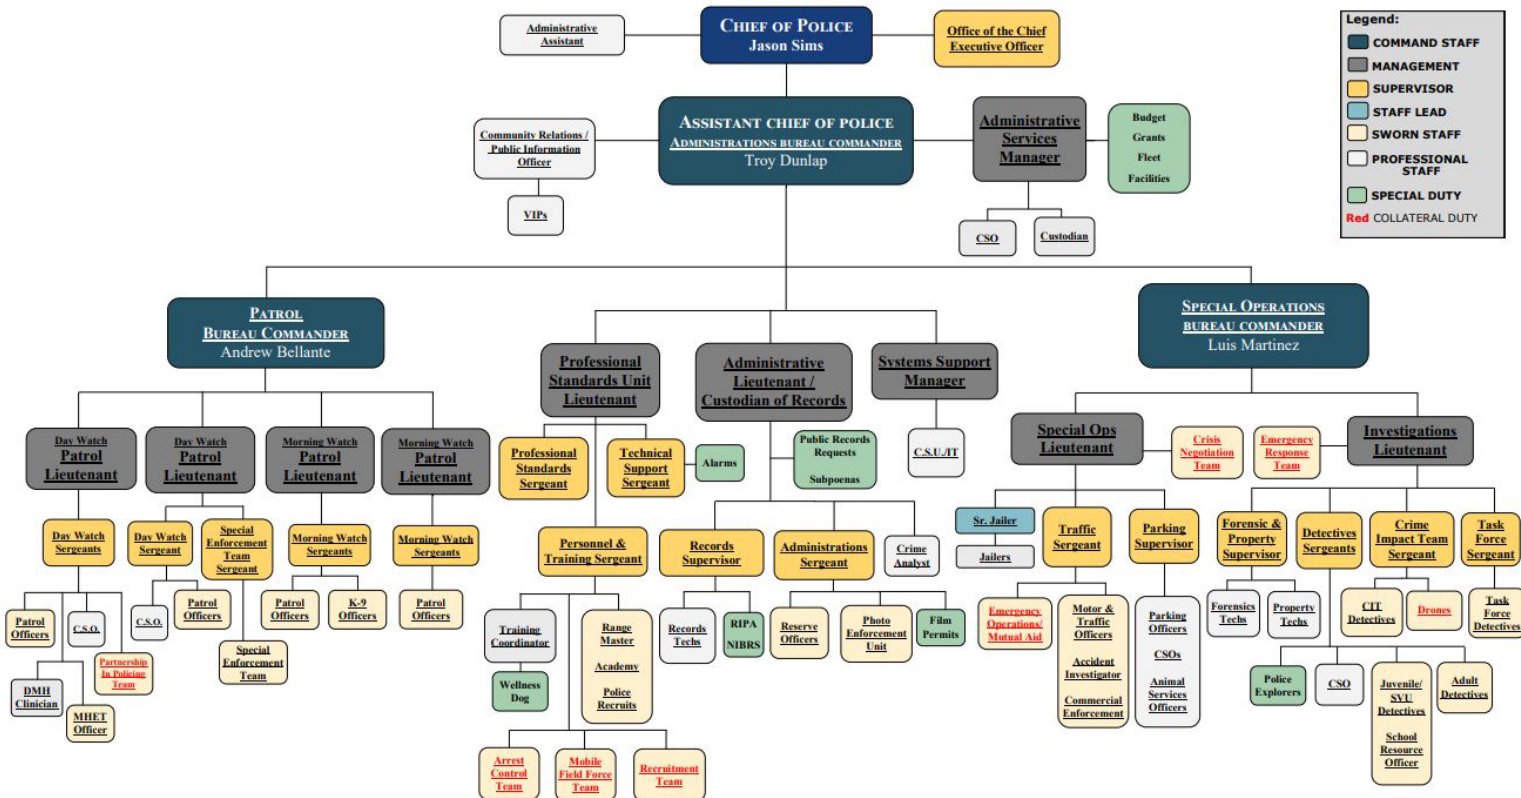 CHIEF OF POLICE
Jason Sims
Administrative
Assistant
Office of the Chief
Executive Officer
Legend:
COMMAND STAFF
MANAGEMENT
SUPERVISOR
STAFF LEAD
SWORN STAFF
PROFESSIONAL
STAFF
SPECIAL DUTY
Red COLLATERAL DUTY
ASSISTANT CHIEF OF POLICE
ADMINISTRATIONS BUREAU COMMANDER
Troy Dunlap
Community Relations /
Public Information
Officer
VIPs
Administrative
Services
Manager
Budget
Grants
Fleet
Facilities
CSO
Custodian
PATROL
BUREAU COMMANDER
Andrew Bellante
SPECIAL OPERATIONS
BUREAU COMMANDER
Luis Martinez
Professional
Standards Unit
Lieutenant
Administrative
Lieutenant /
Custodian of Records
Systems Support
Manager
Day Watch
Patrol
Lieutenant
Day Watch
Patrol
Lieutenant
Morning Watch
Patrol
Lieutenant
Morning Watch
Patrol
Lieutenant
Professional
Standards
Sergeant
Technical
Support
Sergeant
Alarms
Public Records
Requests
Subpoenas
C.S.U./IT
Special Ops
Lieutenant
Crisis
Negotiation
Team
Emergency
Response
Team
Investigations
Lieutenant
Day Watch
Sergeants
Day Watch
Sergeant
Special
Enforcement
Team
Sergeant
Morning Watch
Sergeants
Morning Watch
Sergeants
Personnel &
Training Sergeant
Records
Supervisor
Administrations
Sergeant
Crime
Analyst
Sr. Jailer
Jailers
Traffic
Sergeant
Parking
Supervisor
Forensic &
Property
Supervisor
Detectives
Sergeants
Crime
Impact Team
Sergeant
Task
Force
Sergeant
Patrol
Officers
C.S.O.
C.S.O.
Patrol
Officers
Patrol
Officers
K-9
Officers
Patrol
Officers
Partnership
In Policing
Team
DMH
Clinician
MHET
Officer
Special
Enforcement
Team
Training
Coordinator
Wellness
Dog
Range
Master
Academy
Police
Recruits
Records
Techs
RIPA
NIBRS
Reserve
Officers
Photo
Enforcement
Unit
Film
Permits
Emergency
Operations/
Mutual Aid
Motor &
Traffic
Officers
Accident
Investigator
Commercial
Enforcement
Parking
Officers
CSOs
Animal
Services
Officers
Forensics
Techs
Property
Techs
CIT
Detectives
Drones
Task
Force
Detectives
Police
Explorers
CSO
Juvenile/
SVU
Detectives
School
Resource
Officer
Adult
Detectives
Arrest
Control
Team
Mobile
Field Force
Team
Recruitment
Team